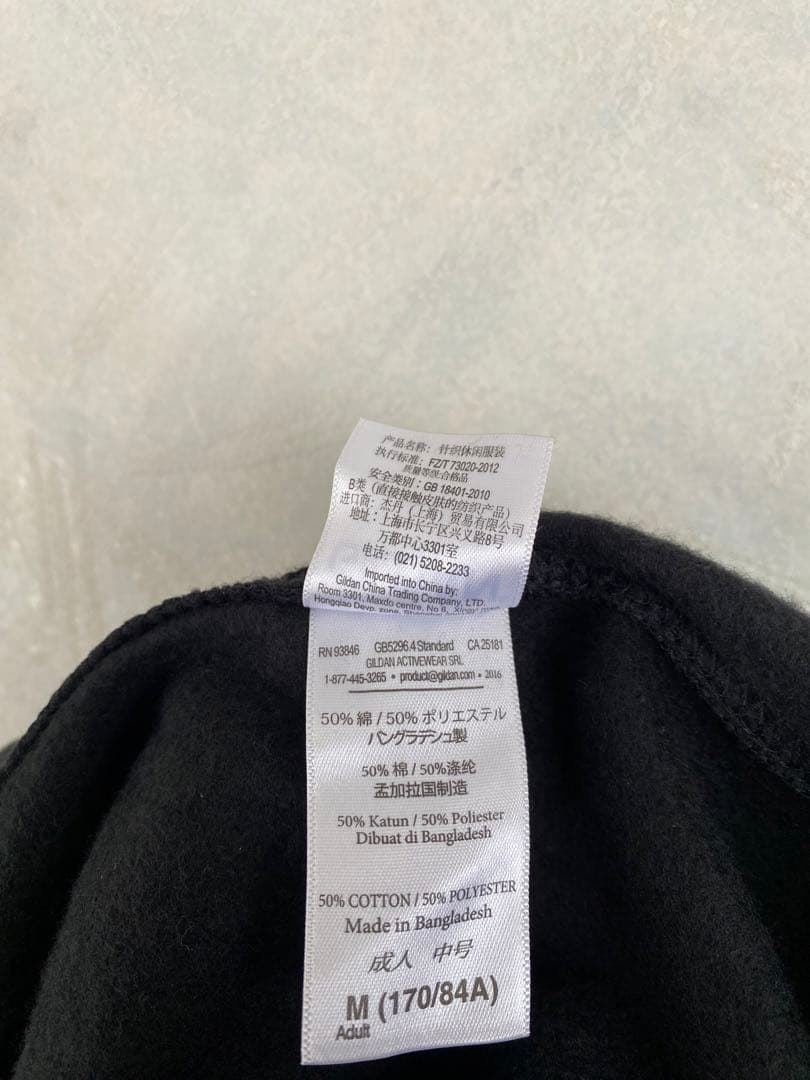 产品名称: 针织休闲服装
执行标准: FZ/T 73020-2012
质量等级:合格品
安全类别: GB 18401-2010
B类 (直接接触皮肤的纺织产品)
进口商: 杰丹 (上海) 贸易有限公司
地址: 上海市长宁区兴义路8号
万都中心3301室
电话: (021) 5208-2233
Imported into China by:
Gildan China Trading Company, LTD.
Room 3301, Maxdo centre, No 8, Xingyi
Hongqiao Devp. zone,
RN 93846 GB5296.4 Standard CA 25181
GILDAN ACTIVEWEAR SRL
1-877-445-3265 • product@gildan.com • 2016
50% 綿 / 50% ポリエステル
バングラデシュ製
50% 棉 / 50%涤纶
孟加拉国制造
50% Katun / 50% Poliester
Dibuat di Bangladesh
50% COTTON / 50% POLYESTER
Made in Bangladesh
成人 中号
M (170/84A)
Adult